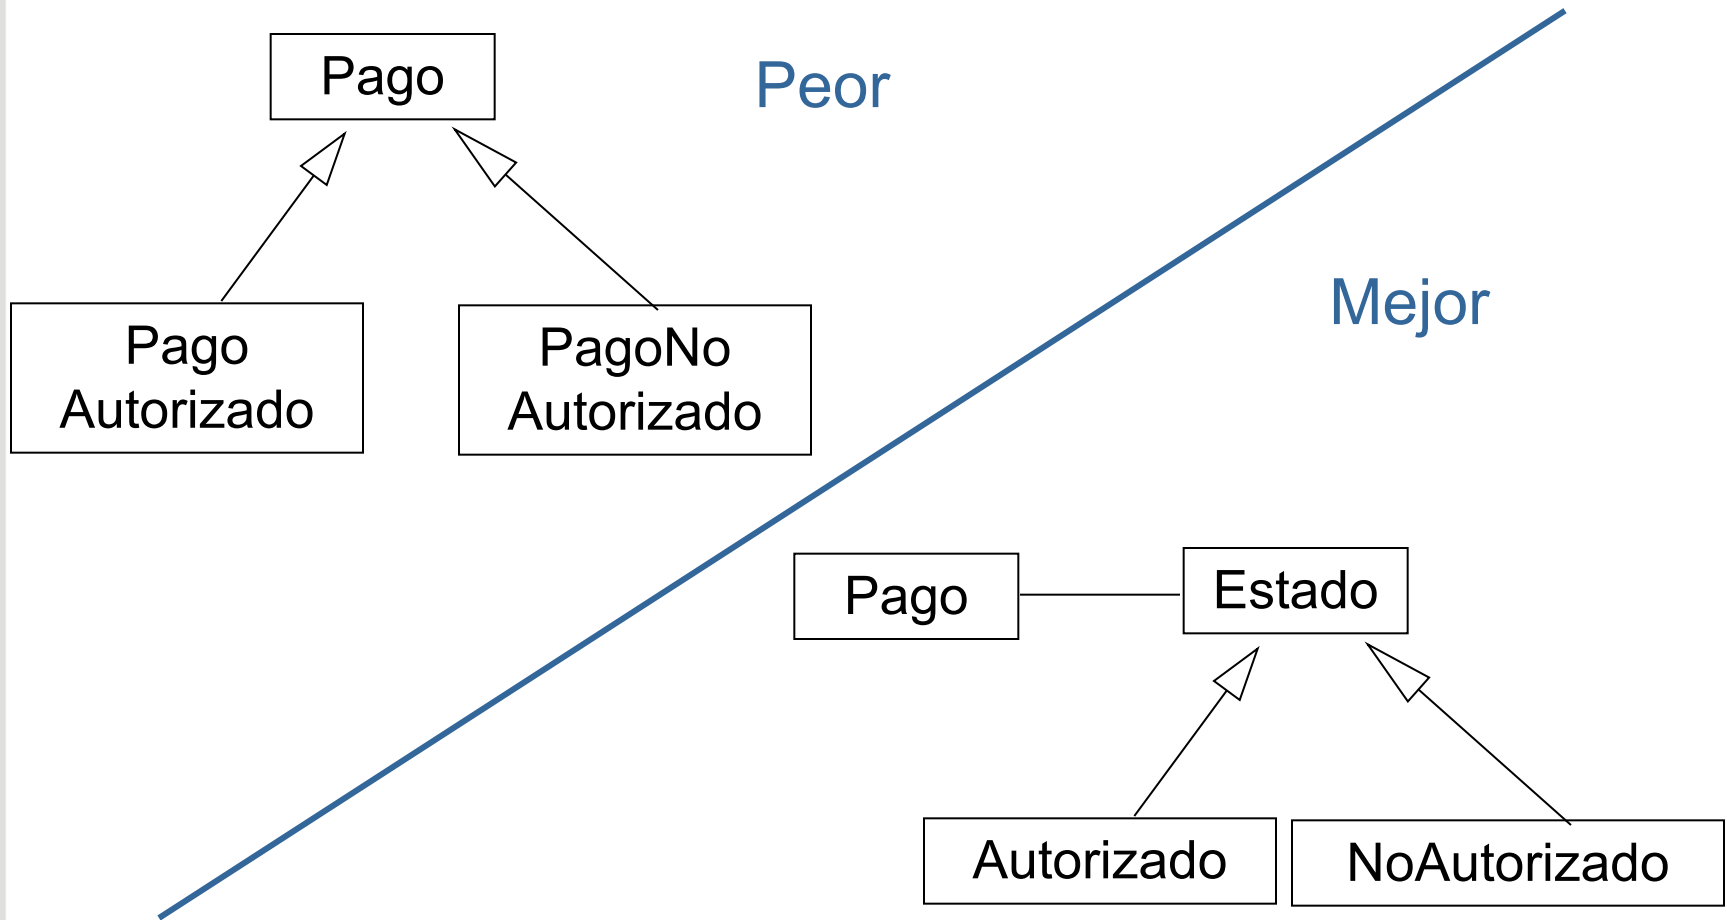 Pago
Peor
Pago
Autorizado
PagoNo
Autorizado
Mejor
Pago
Estado
Autorizado
NoAutorizado